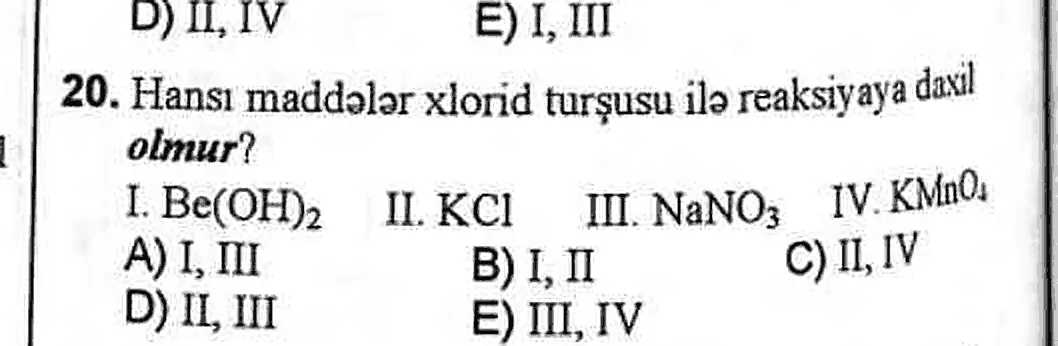 D) II, IV E) I, III
20. Hansı maddələr xlorid turşusu ilə reaksiyaya daxil
olmur?
I. Be(OH)₂ II. KCl III. NaNO₃ IV. KMnO₄
A) I, III B) I, II C) II, IV
D) II, III E) III, IV